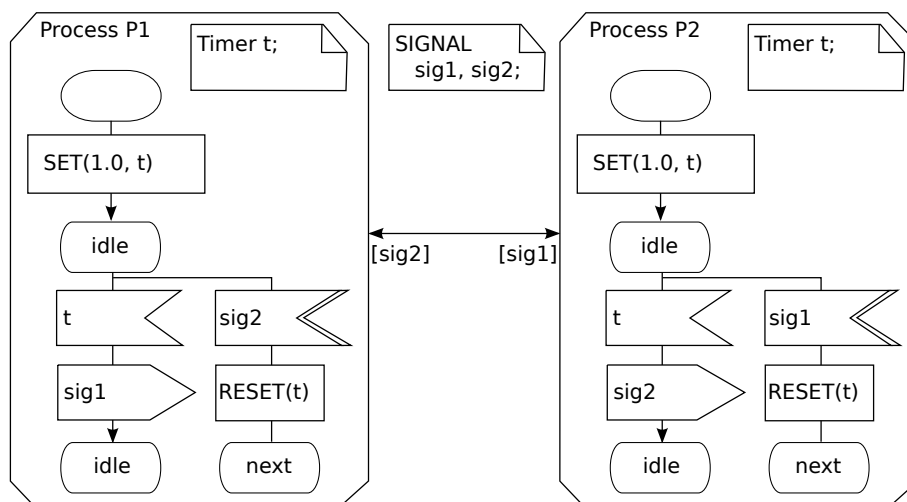 Process P1
Timer t;
SET(1.0, t)
idle
t
sig2
sig1
RESET(t)
idle
next
SIGNAL
sig1, sig2;
[sig2]
[sig1]
Process P2
Timer t;
SET(1.0, t)
idle
t
sig1
sig2
RESET(t)
idle
next